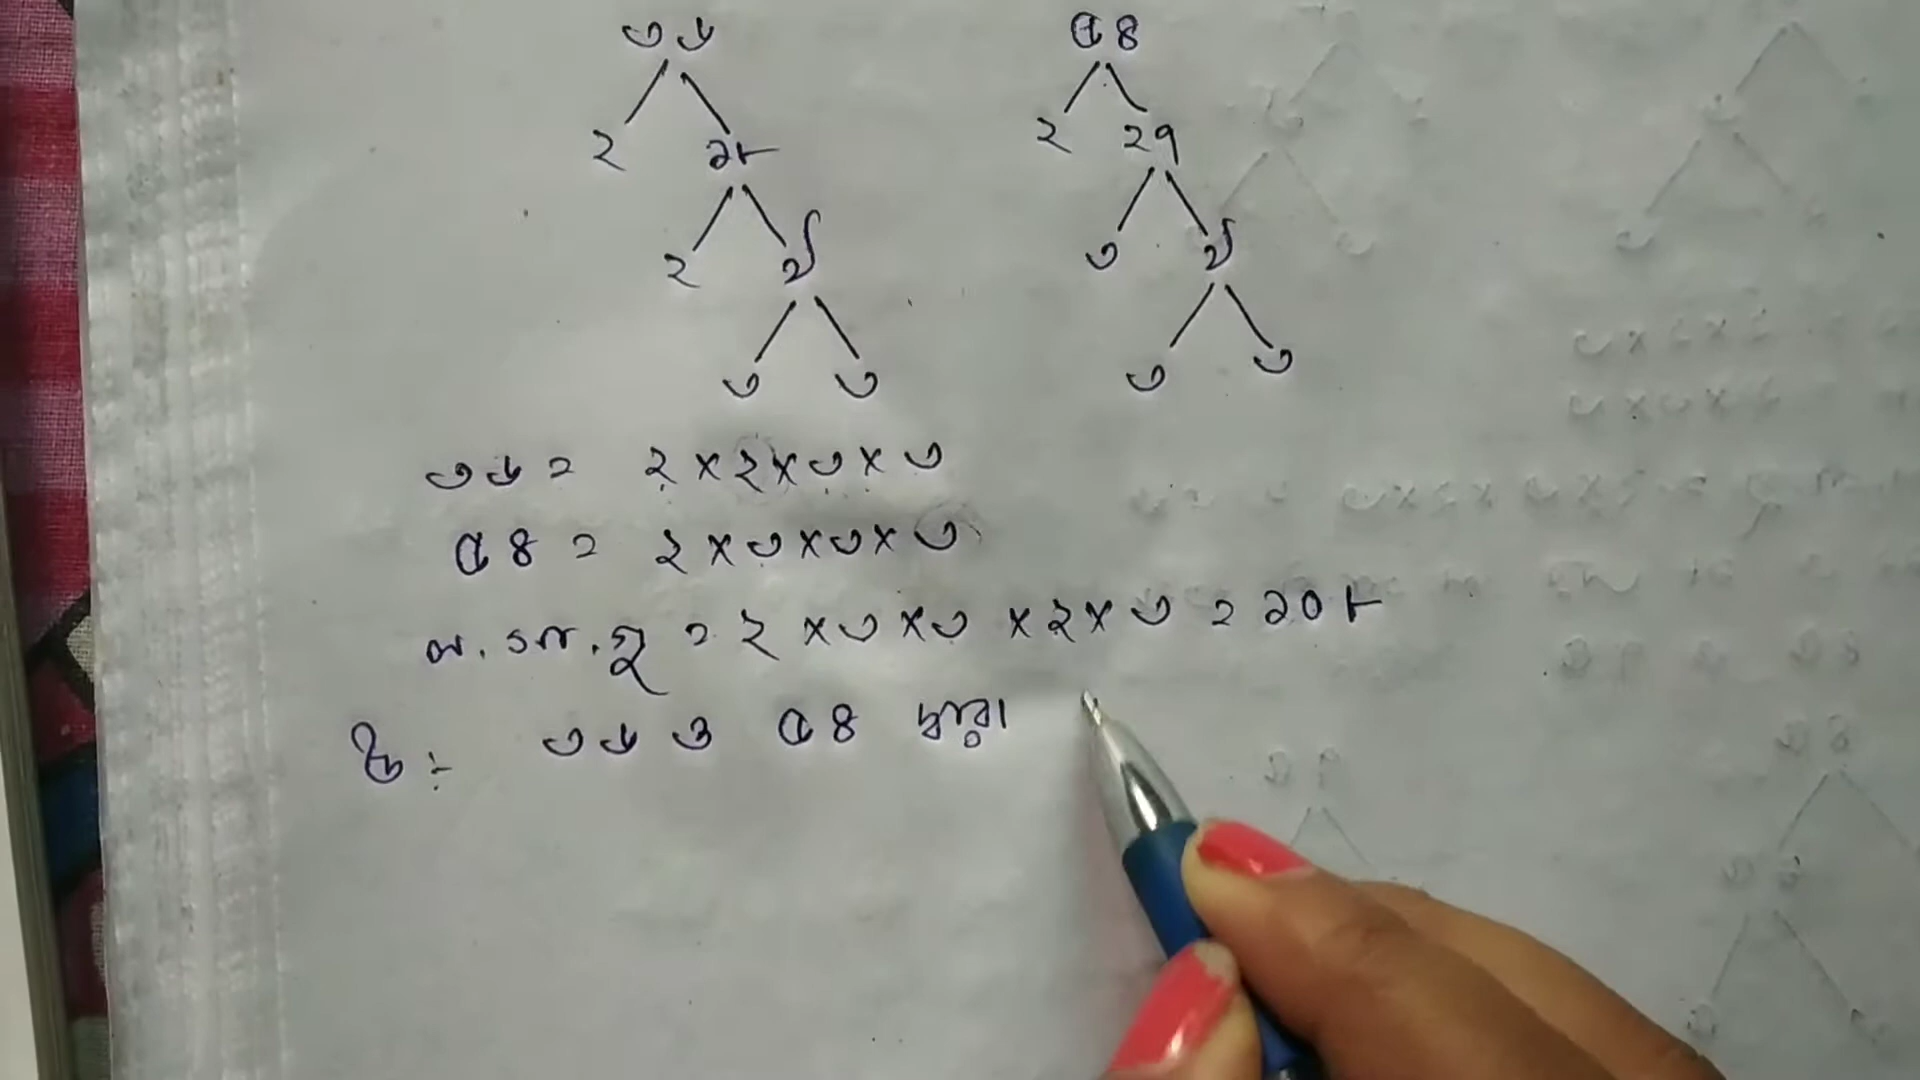 ৩৬ ৫৪
২ ১৮ ২ ২৭
২ ৯ ৩ ৯
৩ ৩ ৩ ৩
৩৬ = ২×২×৩×৩
৫৪ = ২×৩×৩×৩
ল.সা.গু = ২×৩×৩×২×৩ = ১০৮
উ: ৩৬ ও ৫৪ দ্বারা